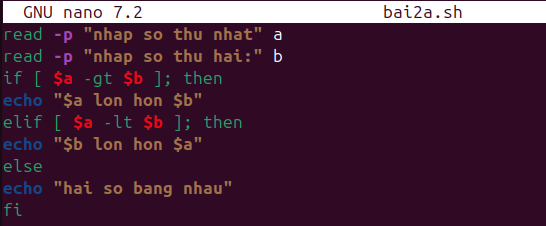 GNU nano 7.2 bai2a.sh
read -p "nhap so thu nhat" a
read -p "nhap so thu hai:" b
if [ $a -gt $b ]; then
echo "$a lon hon $b"
elif [ $a -lt $b ]; then
echo "$b lon hon $a"
else
echo "hai so bang nhau"
fi